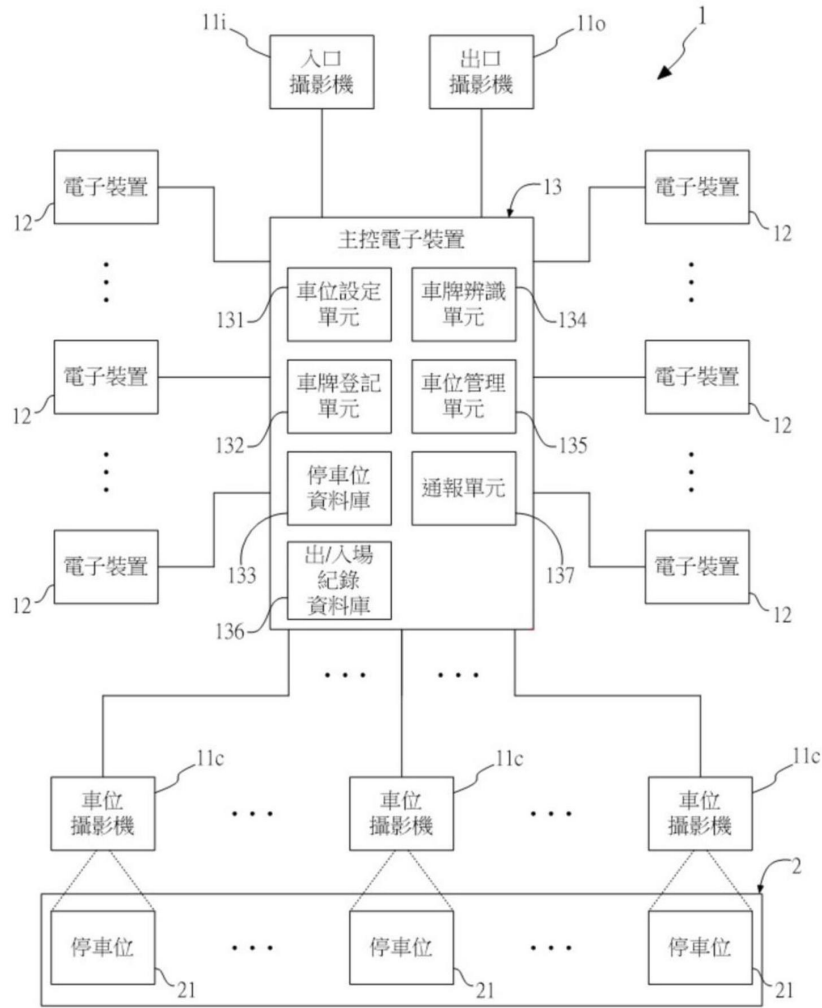 11i
11o
1
入口
攝影機
出口
攝影機
電子裝置
12
13
電子裝置
12
主控電子裝置
車位設定
單元
131
車牌辨識
單元
134
電子裝置
12
車牌登記
單元
132
車位管理
單元
135
電子裝置
12
停車位
資料庫
133
通報單元
137
電子裝置
12
出/入場
紀錄
資料庫
136
電子裝置
12
11c
11c
11c
車位
攝影機
車位
攝影機
車位
攝影機
2
停車位
21
停車位
21
停車位
21